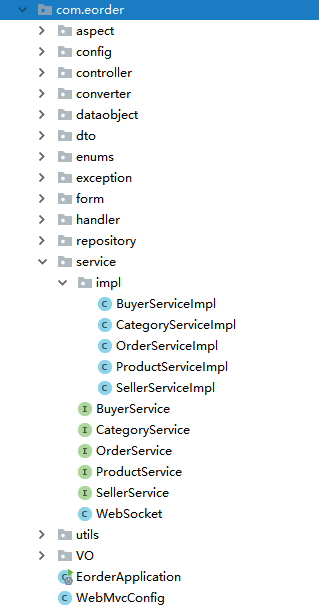 com.eorder
aspect
config
controller
converter
dataobject
dto
enums
exception
form
handler
repository
service
impl
C BuyerServiceImpl
C CategoryServiceImpl
C OrderServiceImpl
C ProductServiceImpl
C SellerServiceImpl
I BuyerService
I CategoryService
I OrderService
I ProductService
I SellerService
C WebSocket
utils
VO
EorderApplication
C WebMvcConfig